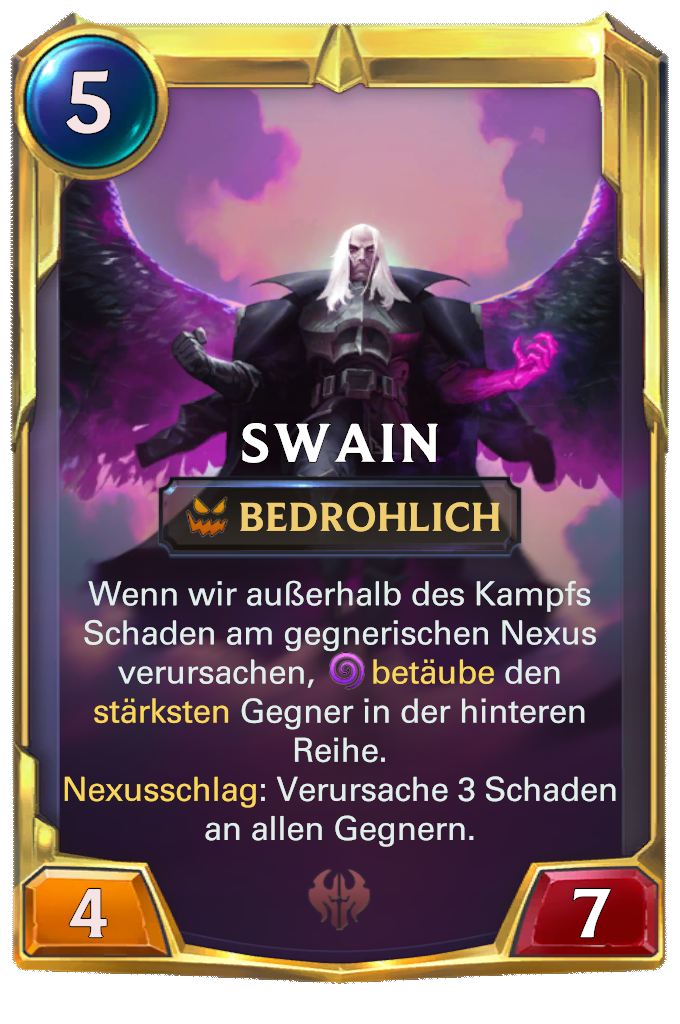 5
SWAIN
BEDROHLICH
Wenn wir außerhalb des Kampfs
Schaden am gegnerischen Nexus
verursachen, betäube den
stärksten Gegner in der hinteren
Reihe.
Nexusschlag: Verursache 3 Schaden
an allen Gegnern.
4
7